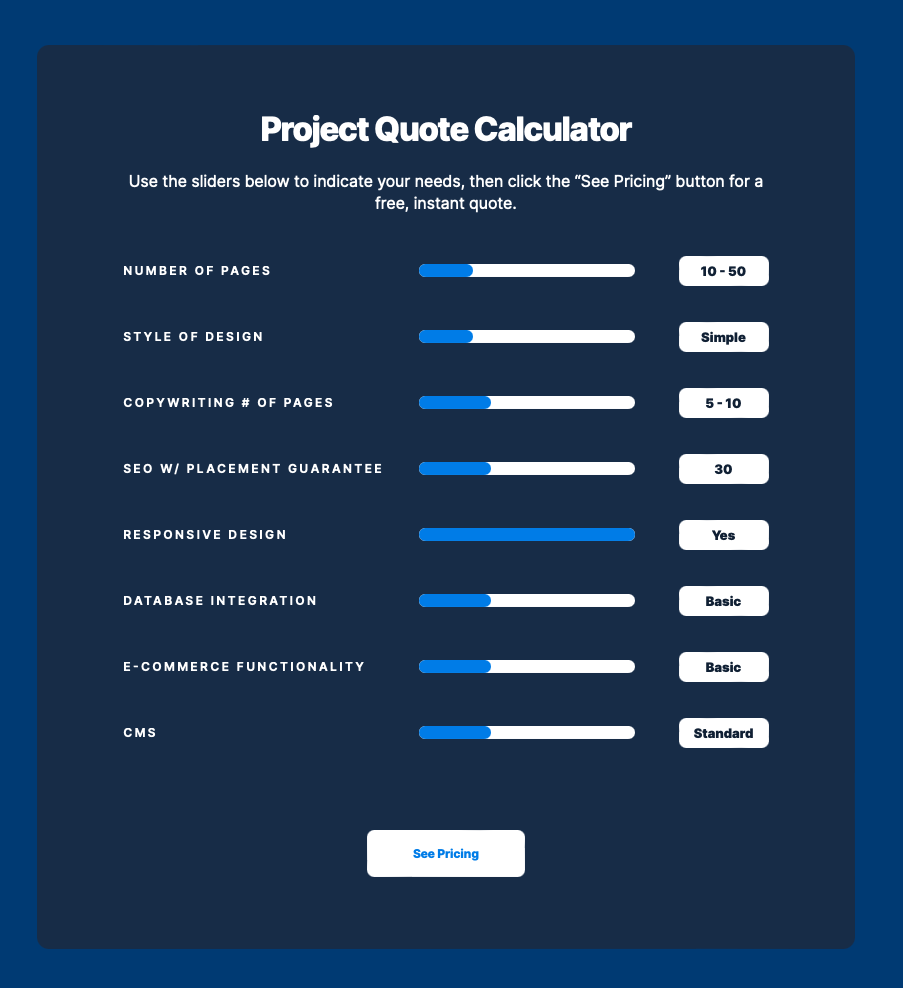 Project Quote Calculator
Use the sliders below to indicate your needs, then click the “See Pricing” button for a
free, instant quote.
NUMBER OF PAGES 10 - 50
STYLE OF DESIGN Simple
COPYWRITING # OF PAGES 5 - 10
SEO W/ PLACEMENT GUARANTEE 30
RESPONSIVE DESIGN Yes
DATABASE INTEGRATION Basic
E-COMMERCE FUNCTIONALITY Basic
CMS Standard
See Pricing